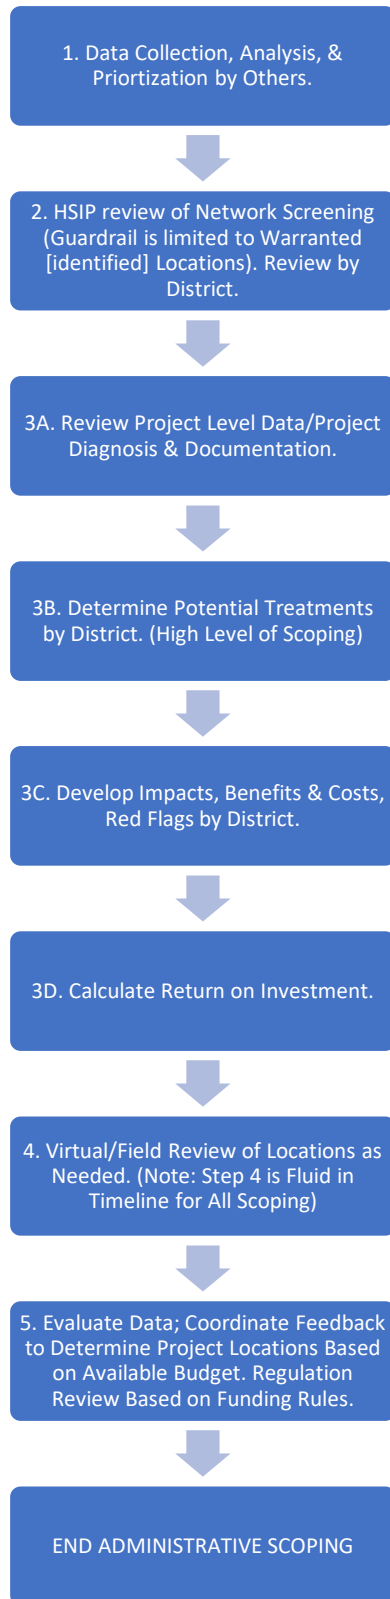 1. Data Collection, Analysis, &
Priortization by Others.
2. HSIP review of Network Screening
(Guardrail is limited to Warranted
[identified] Locations). Review by
District.
3A. Review Project Level Data/Project
Diagnosis & Documentation.
3B. Determine Potential Treatments
by District. (High Level of Scoping)
3C. Develop Impacts, Benefits & Costs,
Red Flags by District.
3D. Calculate Return on Investment.
4. Virtual/Field Review of Locations as
Needed. (Note: Step 4 is Fluid in
Timeline for All Scoping)
5. Evaluate Data; Coordinate Feedback
to Determine Project Locations Based
on Available Budget. Regulation
Review Based on Funding Rules.
END ADMINISTRATIVE SCOPING